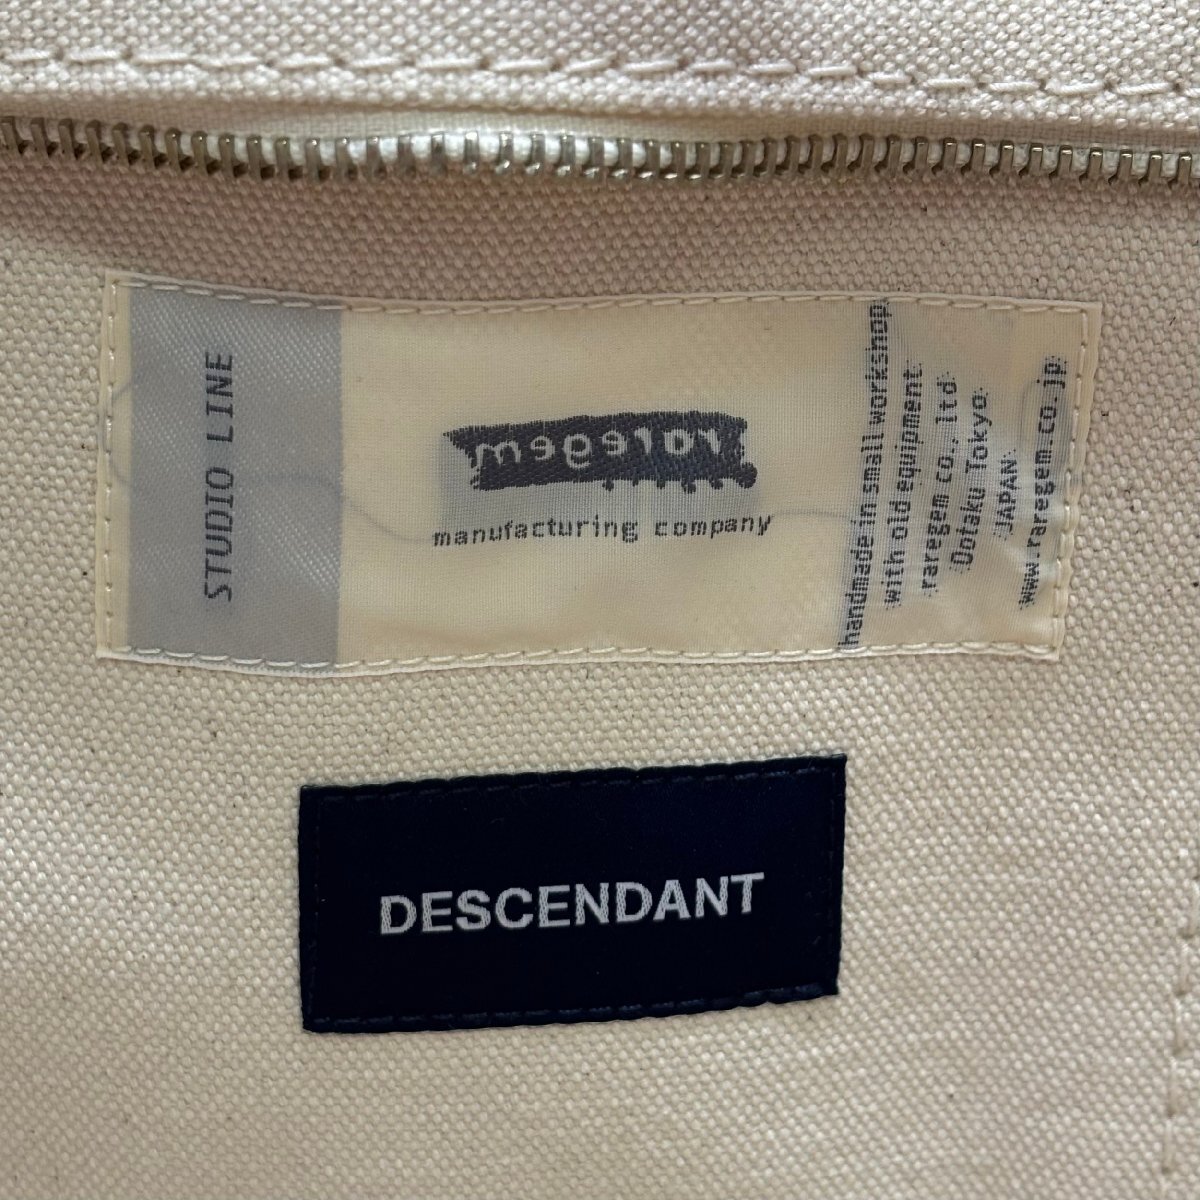 STUDIO LINE
raregem
manufacturing company
handmade in small workshop
with old equipment
raregem co., ltd
Ootaku Tokyo
JAPAN
www.raregem.co.jp
DESCENDANT